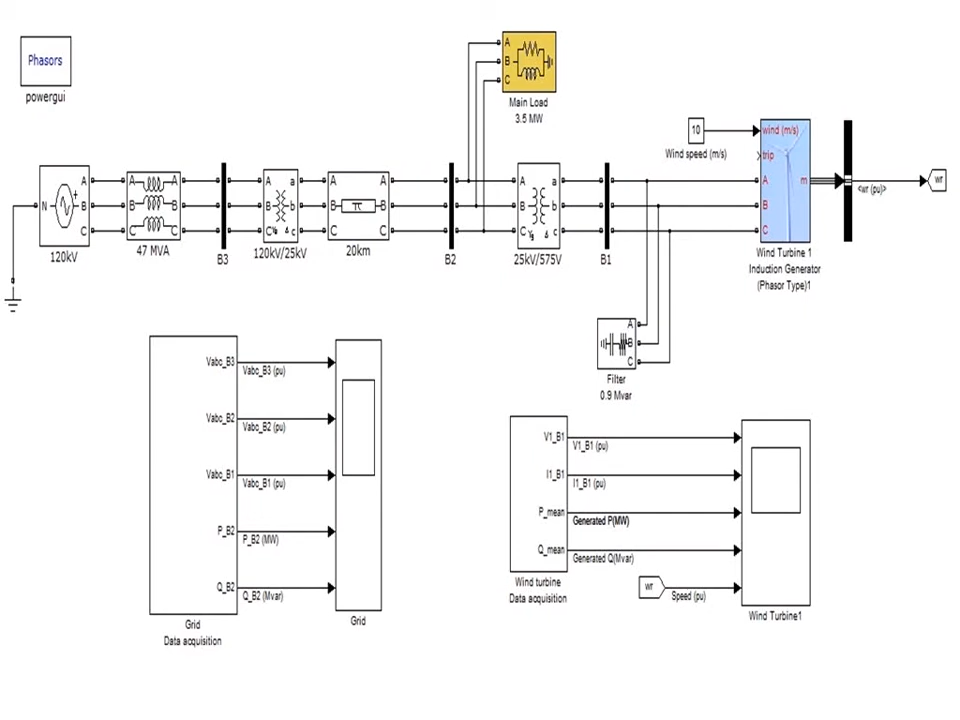 Phasors
powergui
A
B
C
Main Load
3.5 MW
10
Wind speed (m/s)
wind (m/s)
trip
A
B
C
m
<wr (pu)>
wr
Wind Turbine 1
Induction Generator
(Phasor Type)1
N
A
B
C
120kV
A A
B B
C C
47 MVA
B3
A a
B b
C Yg Δ c
120kV/25kV
A A
B B
C C
20km
B2
A a
B b
C Yg Δ c
25kV/575V
B1
A
B
C
Filter
0.9 Mvar
Vabc_B3
Vabc_B3 (pu)
Vabc_B2
Vabc_B2 (pu)
Vabc_B1
Vabc_B1 (pu)
P_B2
P_B2 (MW)
Q_B2
Q_B2 (Mvar)
Grid
Data acquisition
Grid
V1_B1
V1_B1 (pu)
I1_B1
I1_B1 (pu)
P_mean
Generated P(MW)
Q_mean
Generated Q(Mvar)
wr
Speed (pu)
Wind turbine
Data acquisition
Wind Turbine1